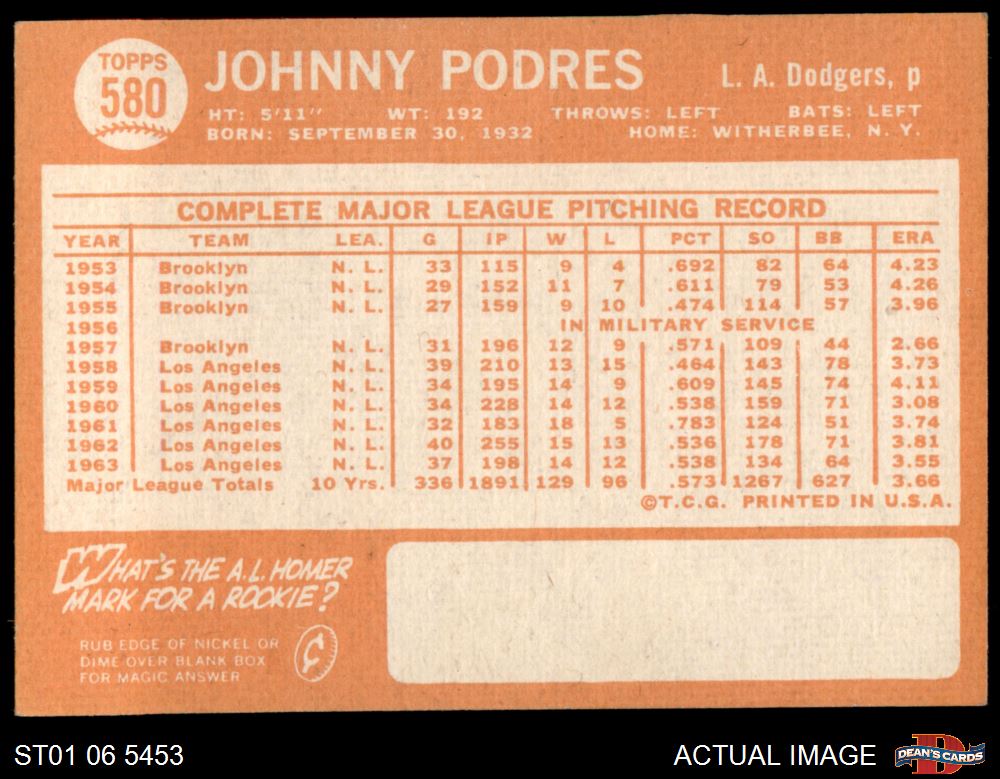 TOPPS
580
JOHNNY PODRES
L. A. Dodgers, p
HT: 5'11" WT: 192 THROWS: LEFT BATS: LEFT
BORN: SEPTEMBER 30, 1932 HOME: WITHERBEE, N. Y.
COMPLETE MAJOR LEAGUE PITCHING RECORD
YEAR TEAM LEA. G IP W L PCT SO BB ERA
1953 Brooklyn N. L. 33 115 9 4 .692 82 64 4.23
1954 Brooklyn N. L. 29 152 11 7 .611 79 53 4.26
1955 Brooklyn N. L. 27 159 9 10 .474 114 57 3.96
1956 IN MILITARY SERVICE
1957 Brooklyn N. L. 31 196 12 9 .571 109 44 2.66
1958 Los Angeles N. L. 39 210 13 15 .464 143 78 3.73
1959 Los Angeles N. L. 34 195 14 9 .609 145 74 4.11
1960 Los Angeles N. L. 34 228 14 12 .538 159 71 3.08
1961 Los Angeles N. L. 32 183 18 5 .783 124 51 3.74
1962 Los Angeles N. L. 40 255 15 13 .536 178 71 3.81
1963 Los Angeles N. L. 37 198 14 12 .538 134 64 3.55
Major League Totals 10 Yrs. 336 1891 129 96 .573 1267 627 3.66
©T.C.G. PRINTED IN U.S.A.
WHAT'S THE A.L. HOMER
MARK FOR A ROOKIE?
RUB EDGE OF NICKEL OR
DIME OVER BLANK BOX
FOR MAGIC ANSWER
¢
ST01 06 5453
ACTUAL IMAGE
D
DEAN'S CARDS